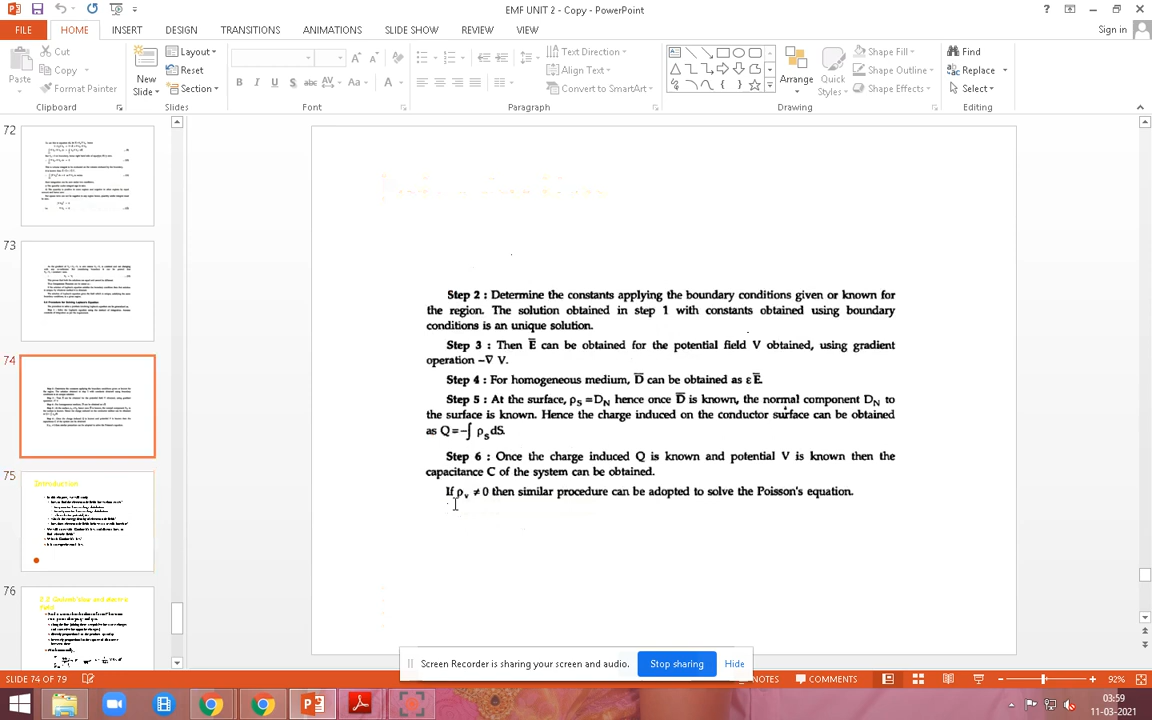 EMF UNIT 2 - Copy - PowerPoint
Sign in
FILE HOME INSERT DESIGN TRANSITIONS ANIMATIONS SLIDE SHOW REVIEW VIEW
Paste
Cut
Copy
Format Painter
Clipboard
New
Slide
Layout
Reset
Section
Slides
B I U S abc AV Aa A
Font
Text Direction
Align Text
Convert to SmartArt
Paragraph
Arrange
Quick
Styles
Shape Fill
Shape Outline
Shape Effects
Drawing
Find
Replace
Select
Editing
72
73
74
75
Introduction
76
Step 2 : Determine the constants applying the boundary conditions given or known for
the region. The solution obtained in step 1 with constants obtained using boundary
conditions is an unique solution.
Step 3 : Then E̅ can be obtained for the potential field V obtained, using gradient
operation −∇ V.
Step 4 : For homogeneous medium, D̅ can be obtained as ε E̅.
Step 5 : At the surface, ρS = DN hence once D̅ is known, the normal component DN to
the surface is known. Hence the charge induced on the conductor surface can be obtained
as Q = −∫ ρs dS.
Step 6 : Once the charge induced Q is known and potential V is known then the
capacitance C of the system can be obtained.
If ρv ≠ 0 then similar procedure can be adopted to solve the Poisson's equation.
Screen Recorder is sharing your screen and audio. Stop sharing Hide
SLIDE 74 OF 79 NOTES COMMENTS 92%
03:59
11-03-2021